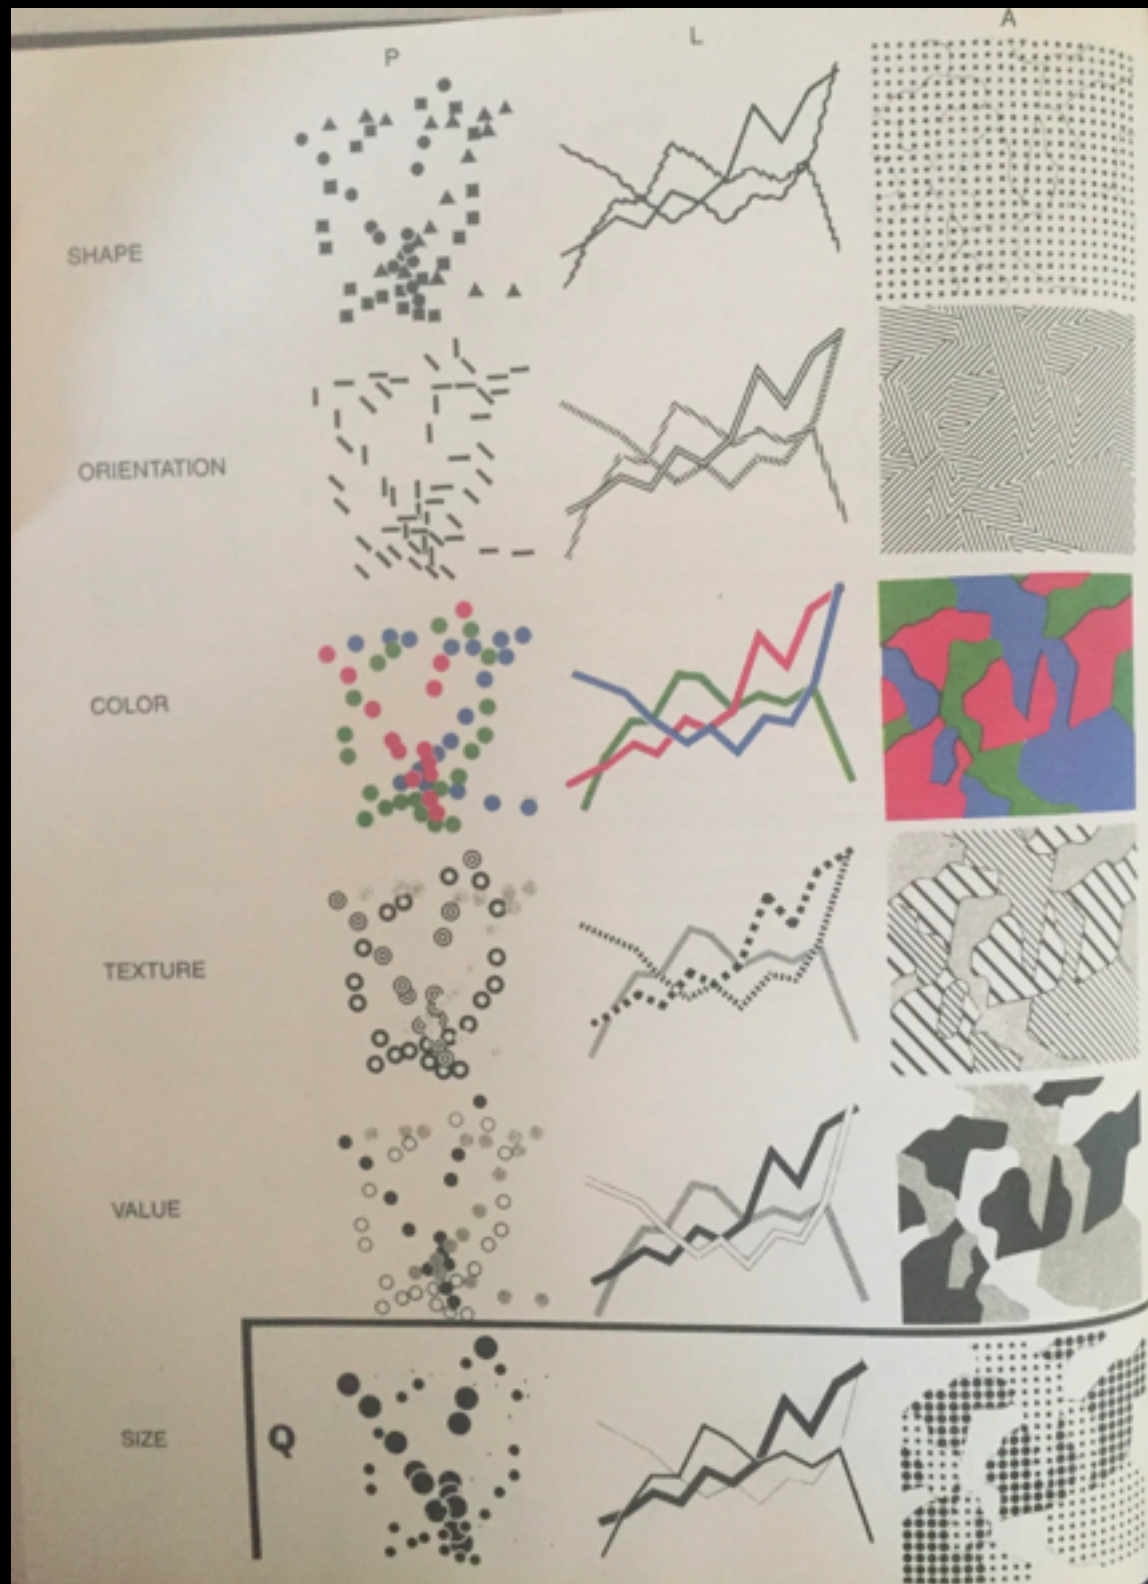 P L A
SHAPE
ORIENTATION
COLOR
TEXTURE
VALUE
Q
SIZE